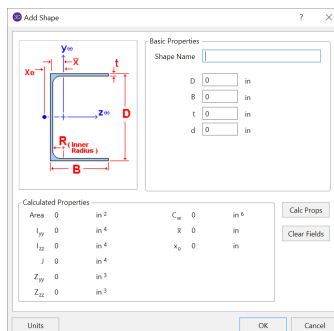 Add Shape
? ×
y∞
x̄
t
Xo
z∞
D
R (Inner Radius)
B
Basic Properties
Shape Name
D 0 in
B 0 in
t 0 in
d 0 in
Calculated Properties
Area 0 in 2
Iyy 0 in 4
Izz 0 in 4
J 0 in 4
Zyy 0 in 3
Zzz 0 in 3
Cw 0 in 6
x̄ 0 in
xo 0 in
Calc Props
Clear Fields
Units
OK
Cancel